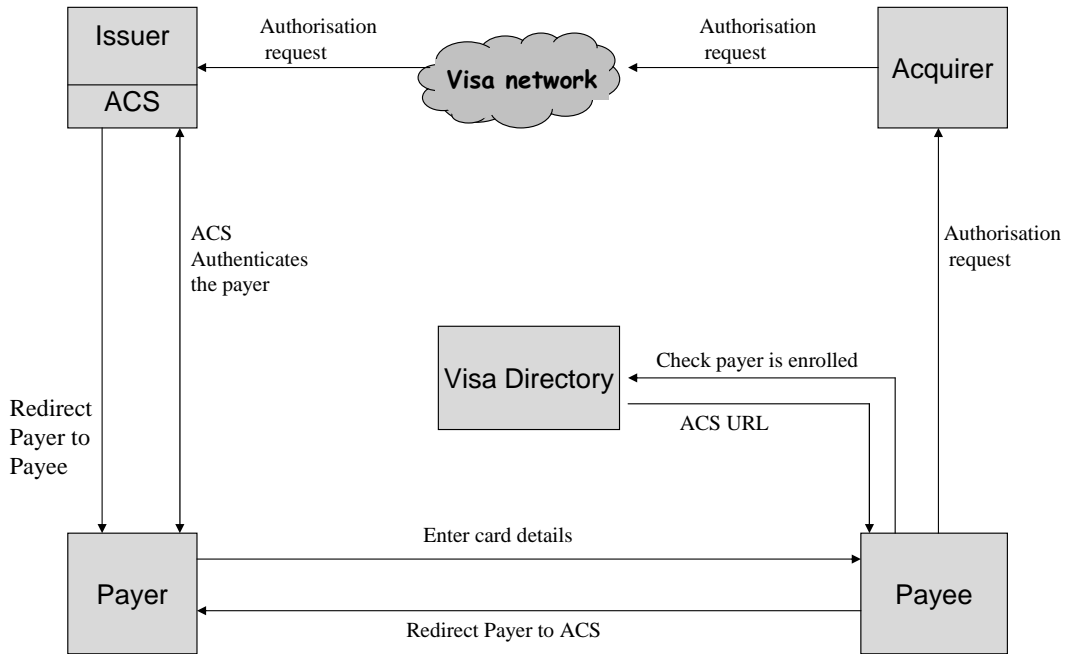 Issuer
ACS
Authorisation
request
Visa network
Authorisation
request
Acquirer
ACS
Authenticates
the payer
Authorisation
request
Visa Directory
Check payer is enrolled
ACS URL
Redirect
Payer to
Payee
Enter card details
Payer
Payee
Redirect Payer to ACS